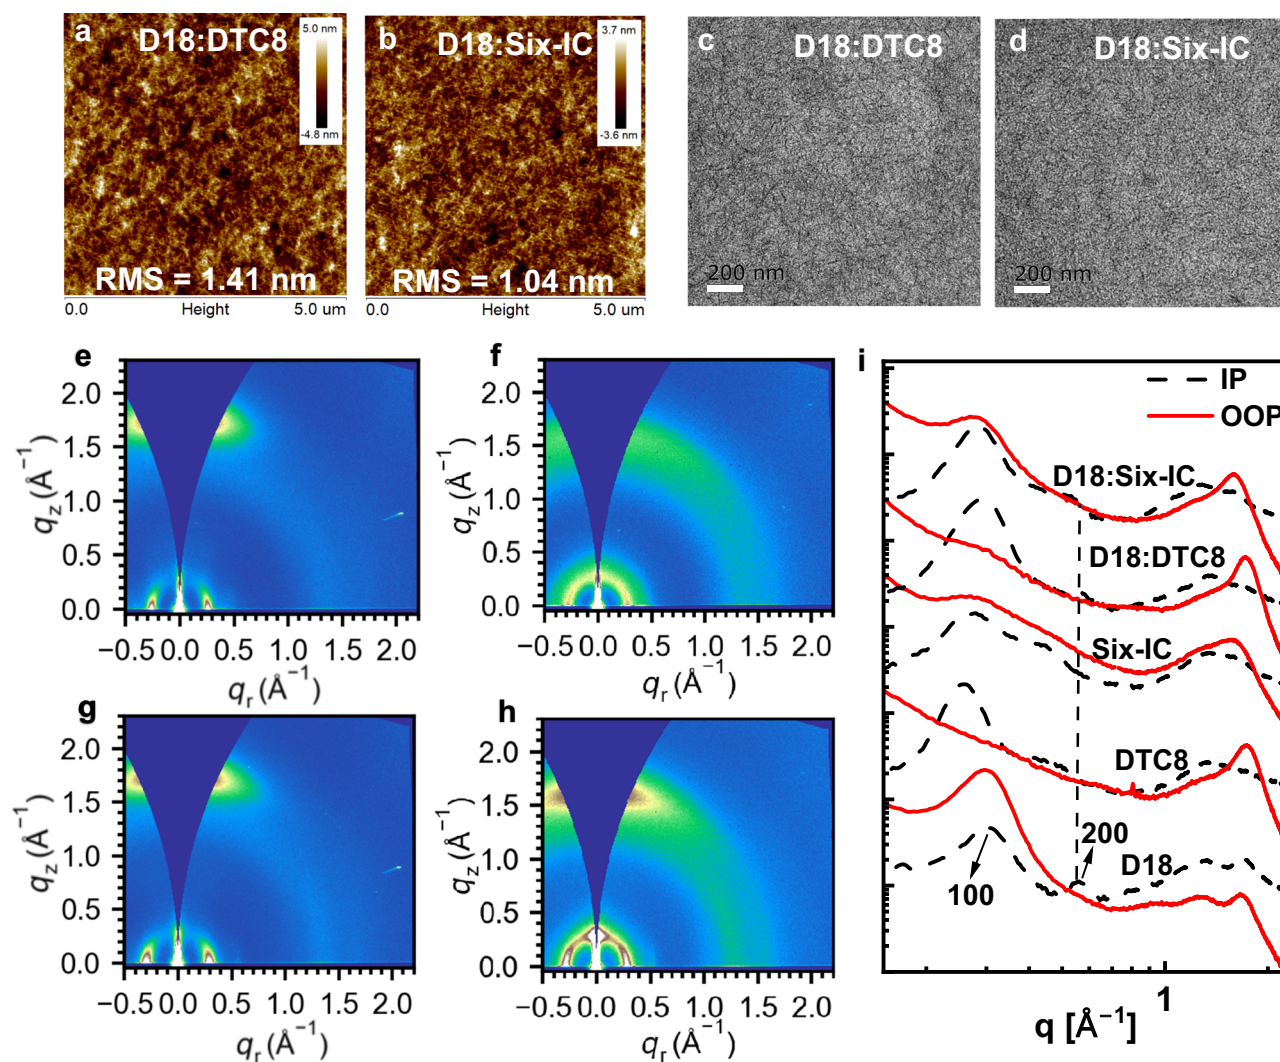 a
D18:DTC8
5.0 nm
-4.8 nm
RMS = 1.41 nm
0.0
Height
5.0 um
b
D18:Six-IC
3.7 nm
-3.6 nm
RMS = 1.04 nm
0.0
Height
5.0 um
c
D18:DTC8
200 nm
d
D18:Six-IC
200 nm
e
2.0
1.5
1.0
0.5
0.0
qz (Å⁻¹)
−0.5 0.0 0.5 1.0 1.5 2.0
qr (Å⁻¹)
f
2.0
1.5
1.0
0.5
0.0
qz (Å⁻¹)
−0.5 0.0 0.5 1.0 1.5 2.0
qr (Å⁻¹)
g
2.0
1.5
1.0
0.5
0.0
qz (Å⁻¹)
−0.5 0.0 0.5 1.0 1.5 2.0
qr (Å⁻¹)
h
2.0
1.5
1.0
0.5
0.0
qz (Å⁻¹)
−0.5 0.0 0.5 1.0 1.5 2.0
qr (Å⁻¹)
i
IP
OOP
D18:Six-IC
D18:DTC8
Six-IC
DTC8
200
D18
100
1
q [Å⁻¹]